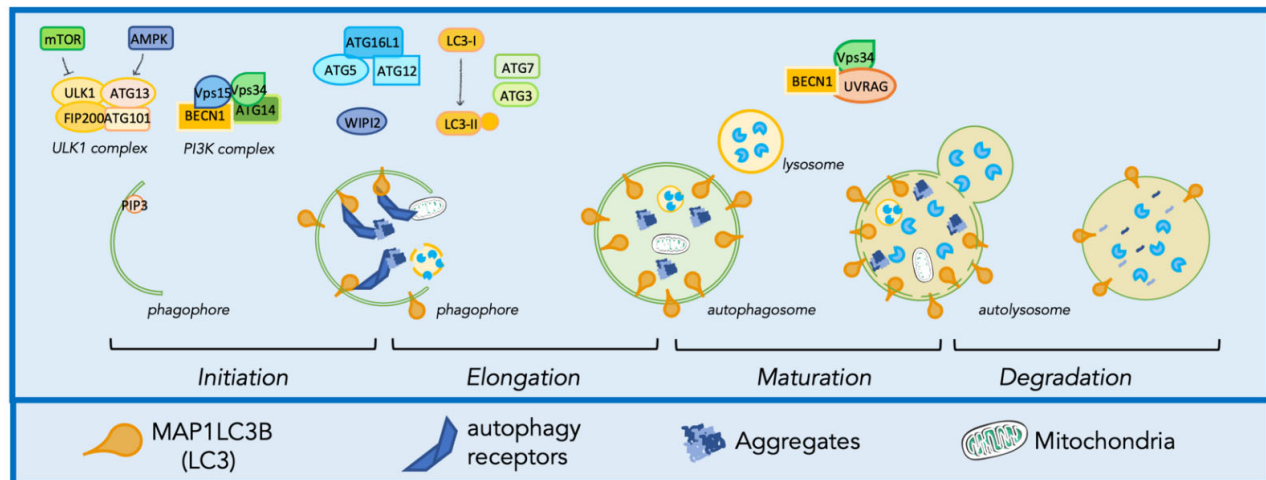 mTOR
AMPK
ULK1
ATG13
FIP200
ATG101
ULK1 complex
Vps15
Vps34
BECN1
ATG14
PI3K complex
ATG16L1
ATG5
ATG12
WIPI2
LC3-I
LC3-II
ATG7
ATG3
Vps34
BECN1
UVRAG
lysosome
PIP3
phagophore
phagophore
autophagosome
autolysosome
Initiation
Elongation
Maturation
Degradation
MAP1LC3B
(LC3)
autophagy
receptors
Aggregates
Mitochondria